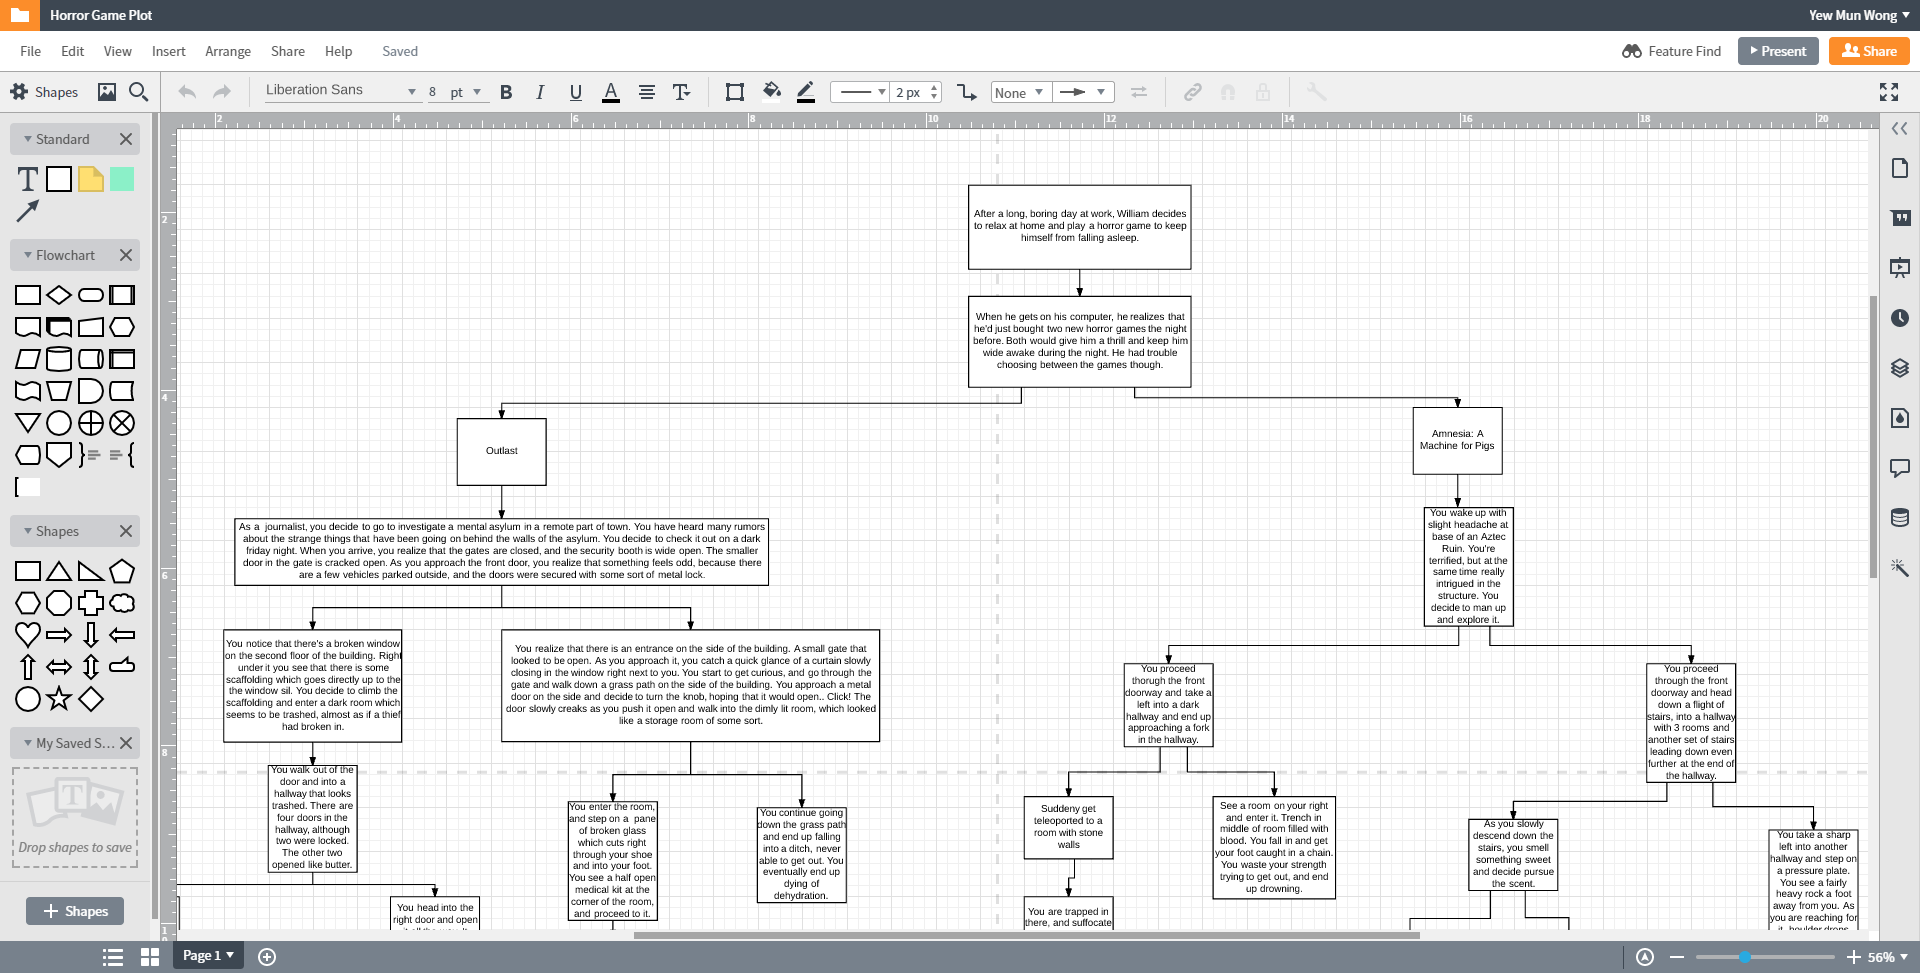 Horror Game Plot
Yew Mun Wong
File Edit View Insert Arrange Share Help Saved
Feature Find Present Share
Shapes
Liberation Sans 8 pt B I U A T 2 px None
2 4 6 8 10 12 14 16 18 20
2
4
6
8
Standard
T
Flowchart
Shapes
My Saved S...
T
Drop shapes to save
Shapes
After a long, boring day at work, William decides
to relax at home and play a horror game to keep
himself from falling asleep.
When he gets on his computer, he realizes that
he'd just bought two new horror games the night
before. Both would give him a thrill and keep him
wide awake during the night. He had trouble
choosing between the games though.
Outlast
Amnesia: A
Machine for Pigs
As a journalist, you decide to go to investigate a mental asylum in a remote part of town. You have heard many rumors
about the strange things that have been going on behind the walls of the asylum. You decide to check it out on a dark
friday night. When you arrive, you realize that the gates are closed, and the security booth is wide open. The smaller
door in the gate is cracked open. As you approach the front door, you realize that something feels odd, because there
are a few vehicles parked outside, and the doors were secured with some sort of metal lock.
You wake up with
slight headache at
base of an Aztec
Ruin. You're
terrified, but at the
same time really
intrigued in the
structure. You
decide to man up
and explore it.
You notice that there's a broken window
on the second floor of the building. Right
under it you see that there is some
scaffolding which goes directly up to the
the window sil. You decide to climb the
scaffolding and enter a dark room which
seems to be trashed, almost as if a thief
had broken in.
You realize that there is an entrance on the side of the building. A small gate that
looked to be open. As you approach it, you catch a quick glance of a curtain slowly
closing in the window right next to you. You start to get curious, and go through the
gate and walk down a grass path on the side of the building. You approach a metal
door on the side and decide to turn the knob, hoping that it would open.. Click! The
door slowly creaks as you push it open and walk into the dimly lit room, which looked
like a storage room of some sort.
You proceed
thorugh the front
doorway and take a
left into a dark
hallway and end up
approaching a fork
in the hallway.
You proceed
through the front
doorway and head
down a flight of
stairs, into a hallway
with 3 rooms and
another set of stairs
leading down even
further at the end of
the hallway.
You walk out of the
door and into a
hallway that looks
trashed. There are
four doors in the
hallway, although
two were locked.
The other two
opened like butter.
You enter the room,
and step on a pane
of broken glass
which cuts right
through your shoe
and into your foot.
You see a half open
medical kit at the
corner of the room,
and proceed to it.
You continue going
down the grass path
and end up falling
into a ditch, never
able to get out. You
eventually end up
dying of
dehydration.
Suddeny get
teleoported to a
room with stone
walls
See a room on your right
and enter it. Trench in
middle of room filled with
blood. You fall in and get
your foot caught in a chain.
You waste your strength
trying to get out, and end
up drowning.
As you slowly
descend down the
stairs, you smell
something sweet
and decide pursue
the scent.
You take a sharp
left into another
hallway and step on
a pressure plate.
You see a fairly
heavy rock a foot
away from you. As
you are reaching for
it, boulder drops
You head into the
right door and open
You are trapped in
there, and suffocate
Page 1
56%